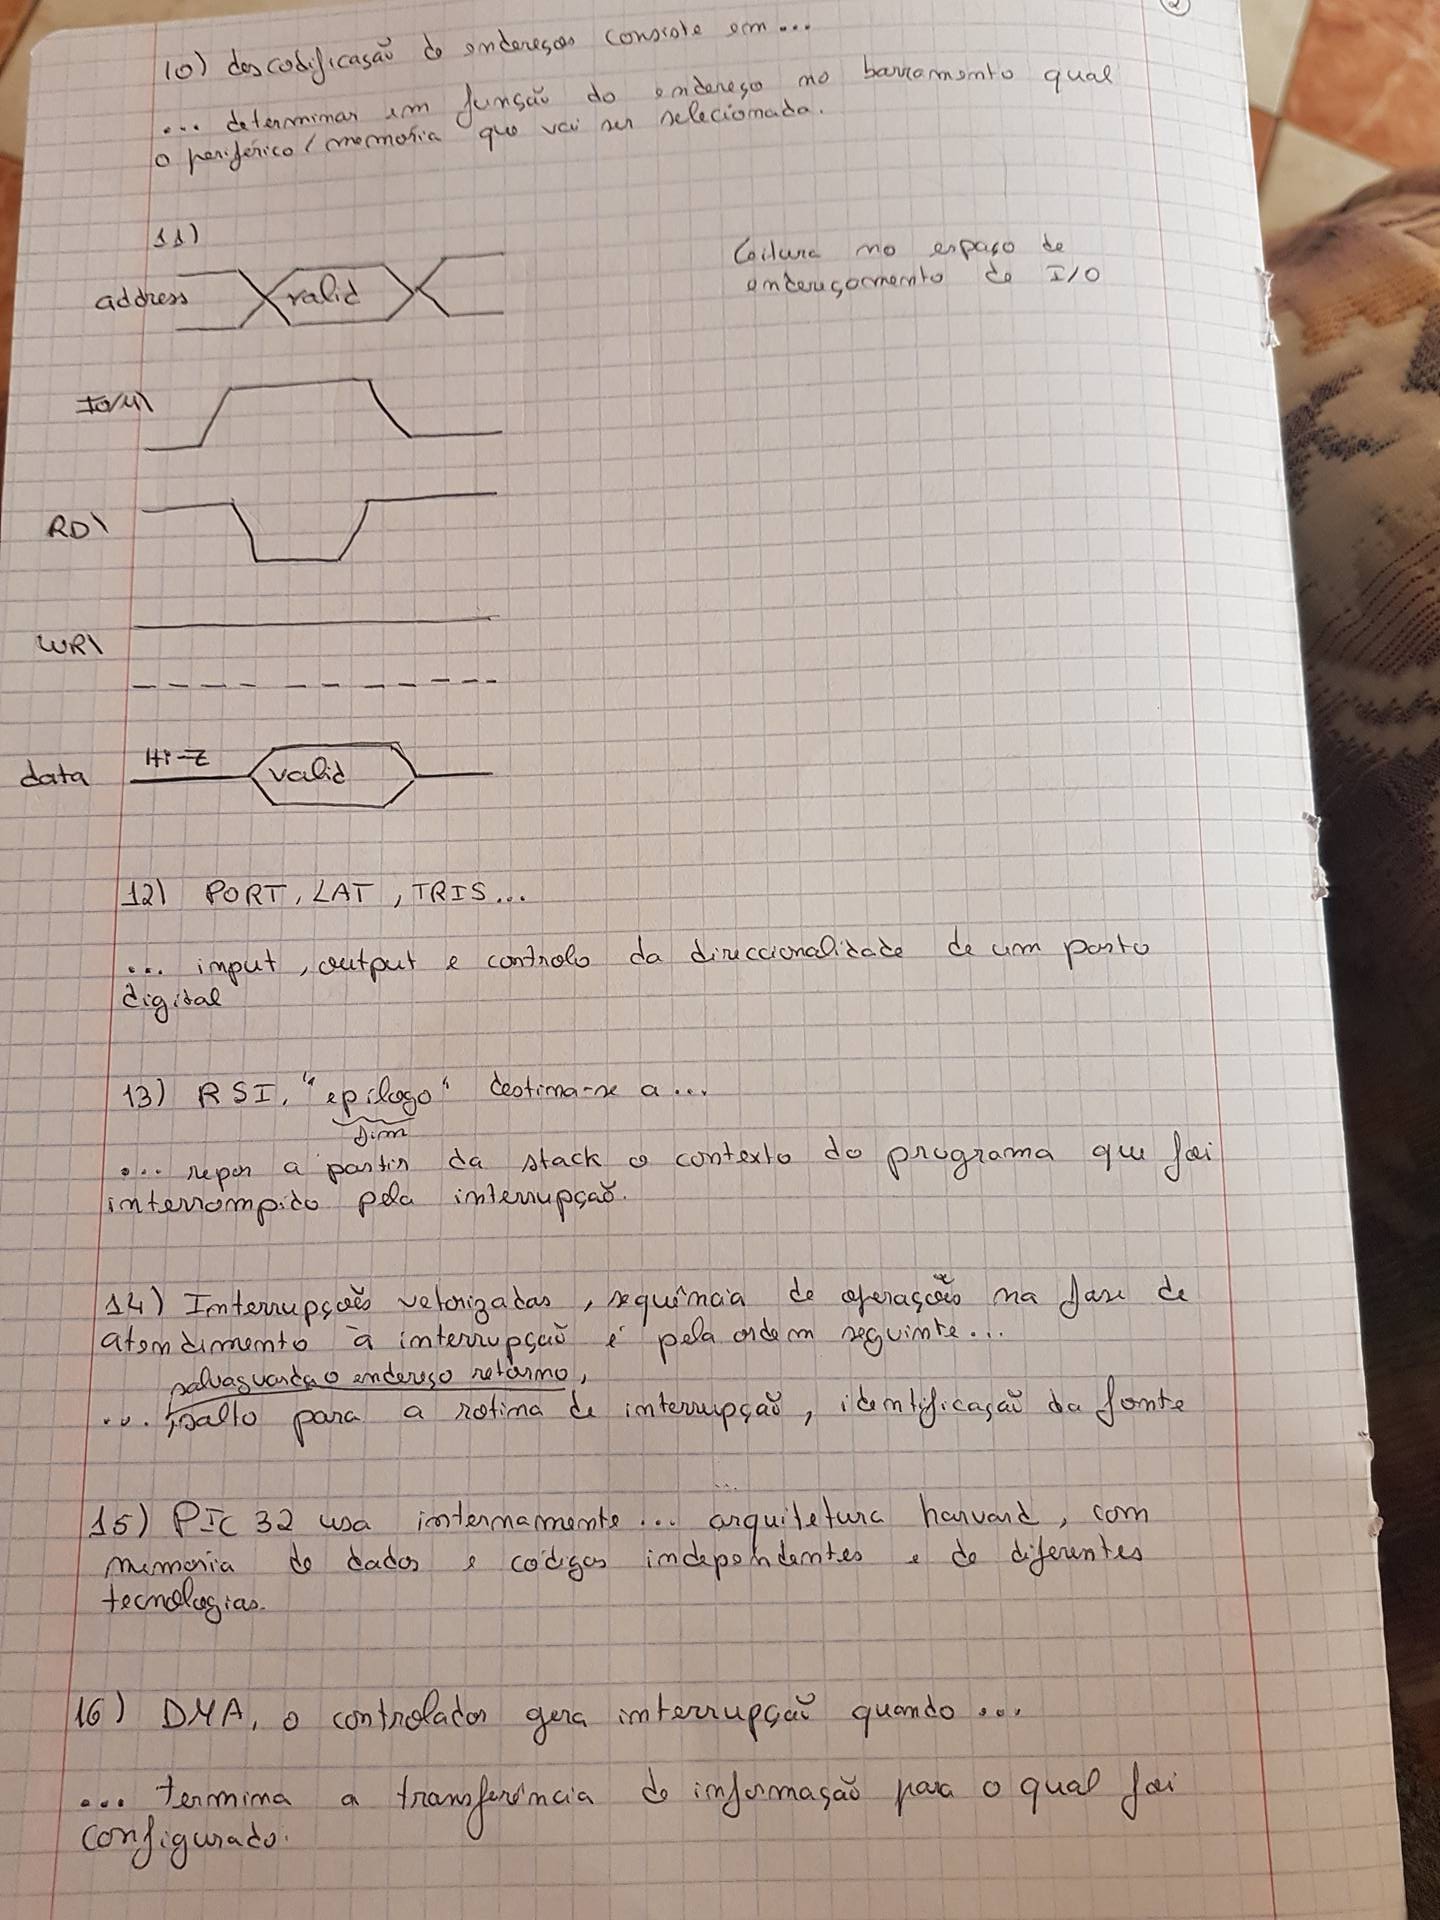 2
10) descodificação de endereços consiste em...
... determinar em função do endereço no barramento qual
o periférico/memória que vai ser selecionada.
11)
Leitura no espaço de
endereçamento de I/O
address
valid
IO/M\
RD\
WR\
data
Hi-Z
valid
12) PORT, LAT, TRIS...
... input, output e controlo da direccionalidade de um porto
digital
13) RSI, "epílogo" destina-se a...
fim
... repor a partir da stack o contexto do programa que foi
interrompido pela interrupção.
14) Interrupções vetorizadas, sequência de operações na fase de
atendimento à interrupção é pela ordem seguinte...
salvaguarda o endereço retorno,
... salto para a rotina de interrupção, identificação da fonte
...
15) PIC 32 usa internamente... arquitetura harvard, com
memoria de dados e códigos independentes e de diferentes
tecnologias.
16) DMA, o controlador gera interrupção quando...
... termina a transferência de informação para o qual foi
configurado.